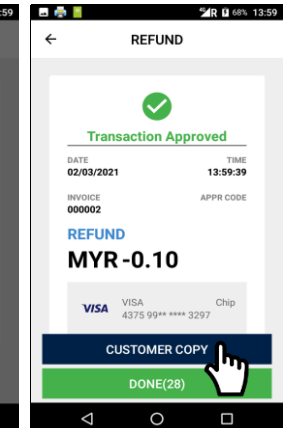 :59
68% 13:59
REFUND
Transaction Approved
DATE TIME
02/03/2021 13:59:39
INVOICE APPR CODE
000002
REFUND
MYR -0.10
VISA VISA Chip
4375 99** **** 3297
CUSTOMER COPY
DONE(28)